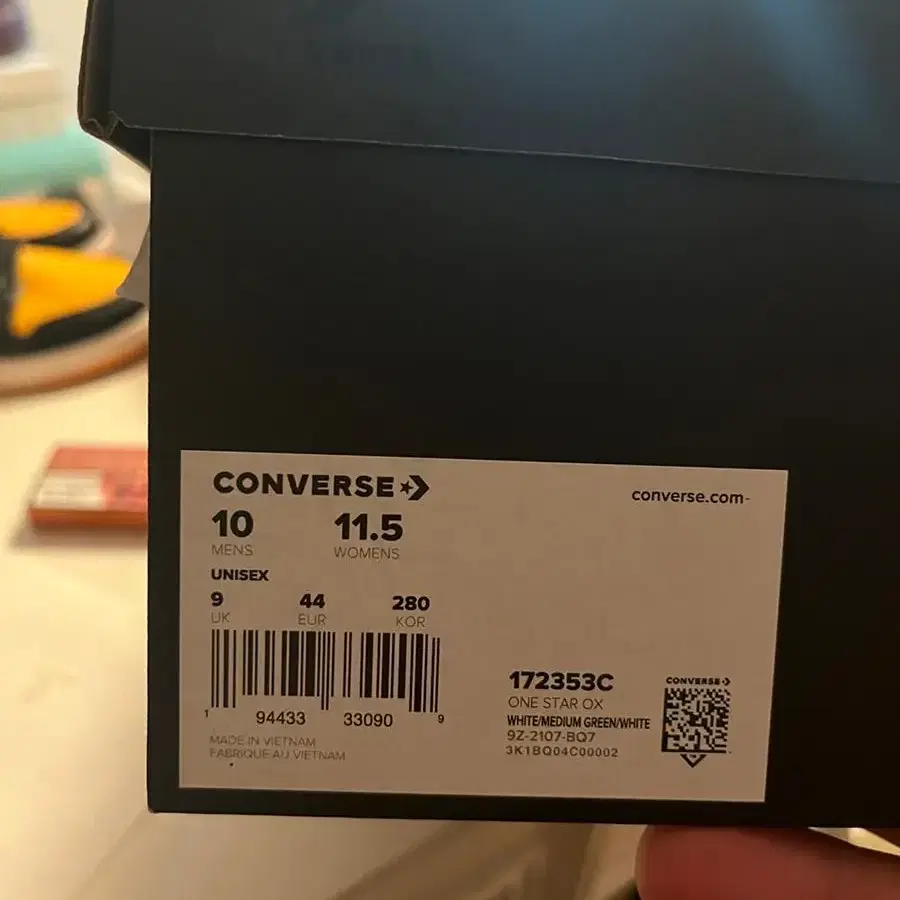 CONVERSE
converse.com
10 11.5
MENS WOMENS
UNISEX
9 44 280
UK EUR KOR
1 94433 33090 9
MADE IN VIETNAM
FABRIQUE AU VIETNAM
172353C
ONE STAR OX
WHITE/MEDIUM GREEN/WHITE
9Z-2107-BQ7
3K1BQ04C00002
CONVERSE